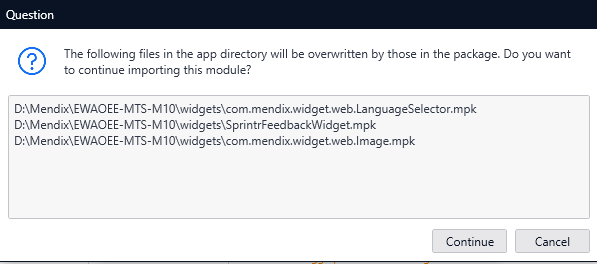 Question
The following files in the app directory will be overwritten by those in the package. Do you want
to continue importing this module?
D:\Mendix\EWAOEE-MTS-M10\widgets\com.mendix.widget.web.LanguageSelector.mpk
D:\Mendix\EWAOEE-MTS-M10\widgets\SprintrFeedbackWidget.mpk
D:\Mendix\EWAOEE-MTS-M10\widgets\com.mendix.widget.web.Image.mpk
Continue
Cancel